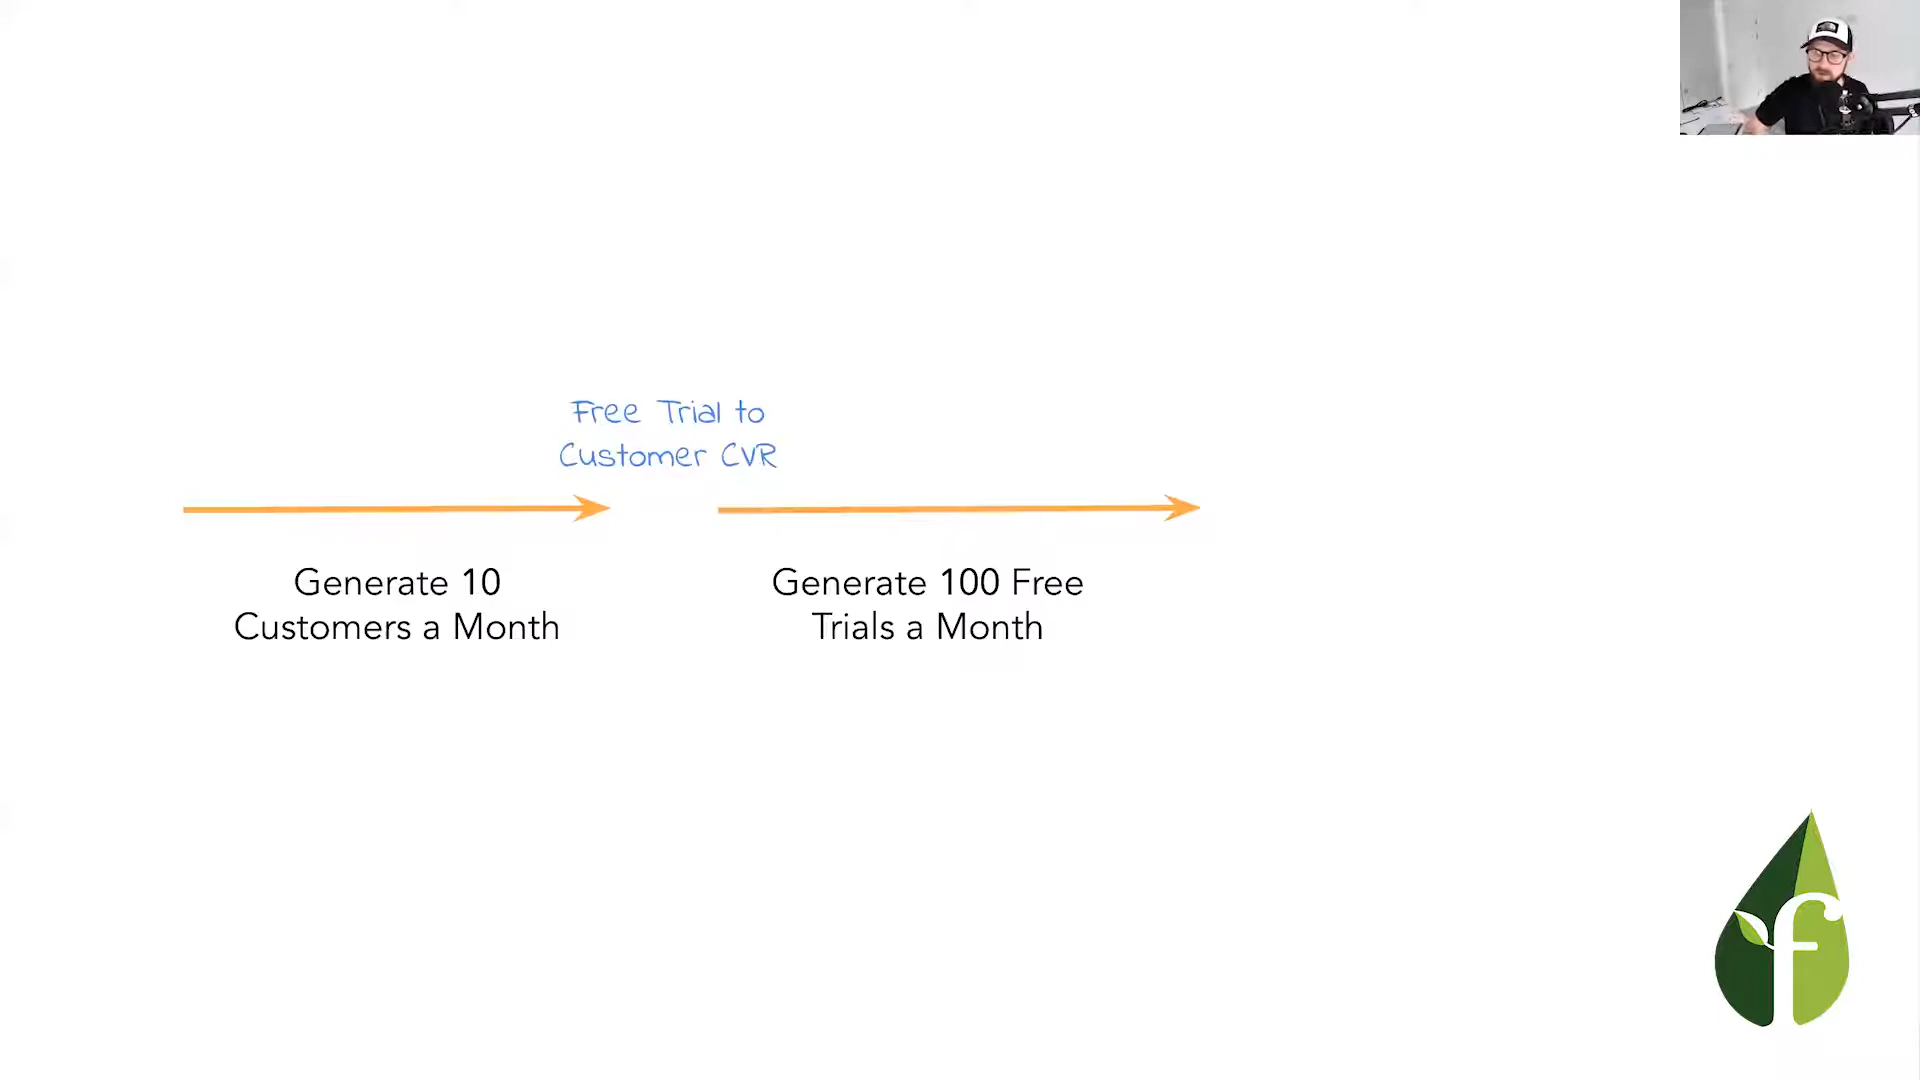 Free Trial to
Customer CVR
Generate 10
Customers a Month
Generate 100 Free
Trials a Month
f